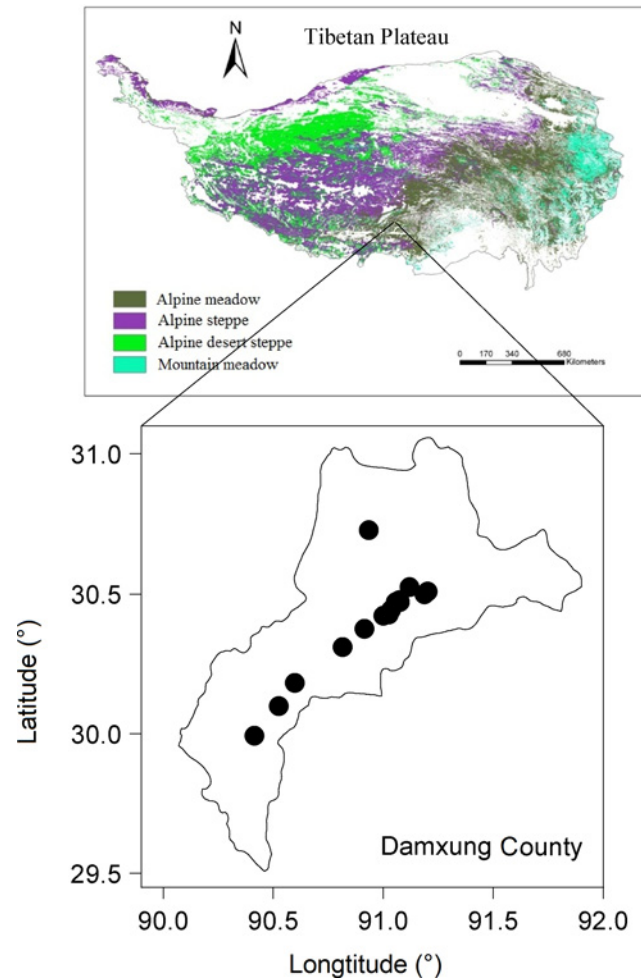 N
Tibetan Plateau
Alpine meadow
Alpine steppe
Alpine desert steppe
Mountain meadow
0 170 340 680
Kilometers
31.0
30.5
30.0
29.5
Latitude (°)
Damxung County
90.0 90.5 91.0 91.5 92.0
Longtitude (°)